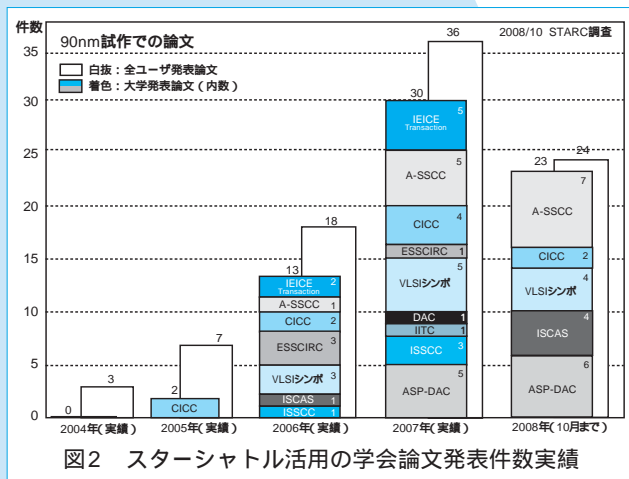 件数
90nm試作での論文
2008/10 STARC調査
白抜：全ユーザ発表論文
着色：大学発表論文（内数）
35
30
25
20
15
10
5
0
0
3
2004年（実績）
2
7
CICC
2005年（実績）
13
18
IEICE 2
Transaction
A-SSCC 1
CICC 2
ESSCIRC 3
VLSIシンポ 3
ISCAS 1
ISSCC 1
2006年（実績）
30
36
IEICE 5
Transaction
A-SSCC 5
CICC 4
ESSCIRC 1
VLSIシンポ 5
DAC 1
IITC 1
ISSCC 3
ASP-DAC 5
2007年（実績）
23
24
A-SSCC 7
CICC 2
VLSIシンポ 4
ISCAS 4
ASP-DAC 6
2008年（10月まで）
図2　スターシャトル活用の学会論文発表件数実績